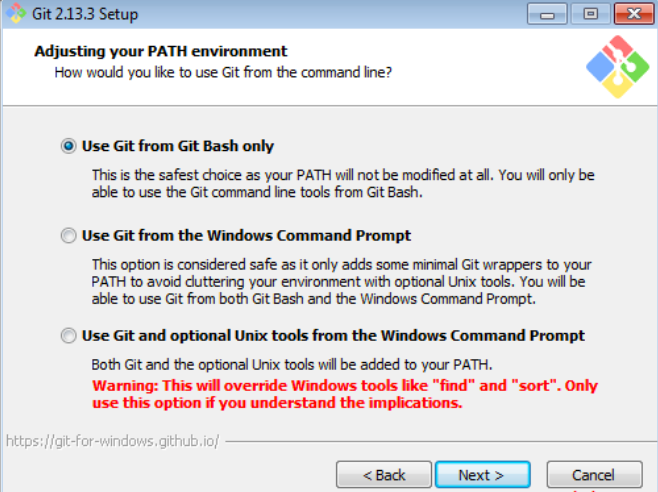 Git 2.13.3 Setup
Adjusting your PATH environment
How would you like to use Git from the command line?
Use Git from Git Bash only
This is the safest choice as your PATH will not be modified at all. You will only be
able to use the Git command line tools from Git Bash.
Use Git from the Windows Command Prompt
This option is considered safe as it only adds some minimal Git wrappers to your
PATH to avoid cluttering your environment with optional Unix tools. You will be
able to use Git from both Git Bash and the Windows Command Prompt.
Use Git and optional Unix tools from the Windows Command Prompt
Both Git and the optional Unix tools will be added to your PATH.
Warning: This will override Windows tools like "find" and "sort". Only
use this option if you understand the implications.
https://git-for-windows.github.io/
< Back Next > Cancel